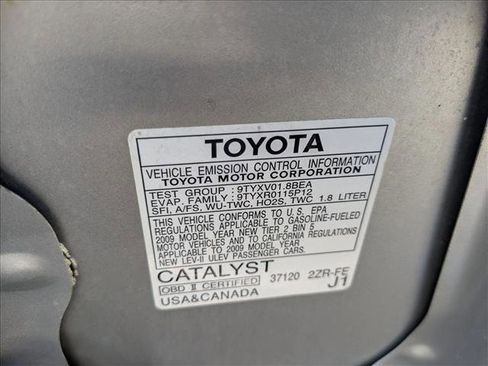 TOYOTA
VEHICLE EMISSION CONTROL INFORMATION
TOYOTA MOTOR CORPORATION
TEST GROUP : 9TYXV01.8BEA
EVAP. FAMILY : 9TYXR0115P12
SFI, A/FS, WU-TWC, HO2S, TWC 1.8 LITER
THIS VEHICLE CONFORMS TO U.S. EPA
REGULATIONS APPLICABLE TO GASOLINE-FUELED
2009 MODEL YEAR NEW TIER 2 BIN 5
MOTOR VEHICLES AND TO CALIFORNIA REGULATIONS
APPLICABLE TO 2009 MODEL YEAR
NEW LEV-II ULEV PASSENGER CARS.
CATALYST 37120 2ZR-FE
OBD II CERTIFIED J1
USA&CANADA